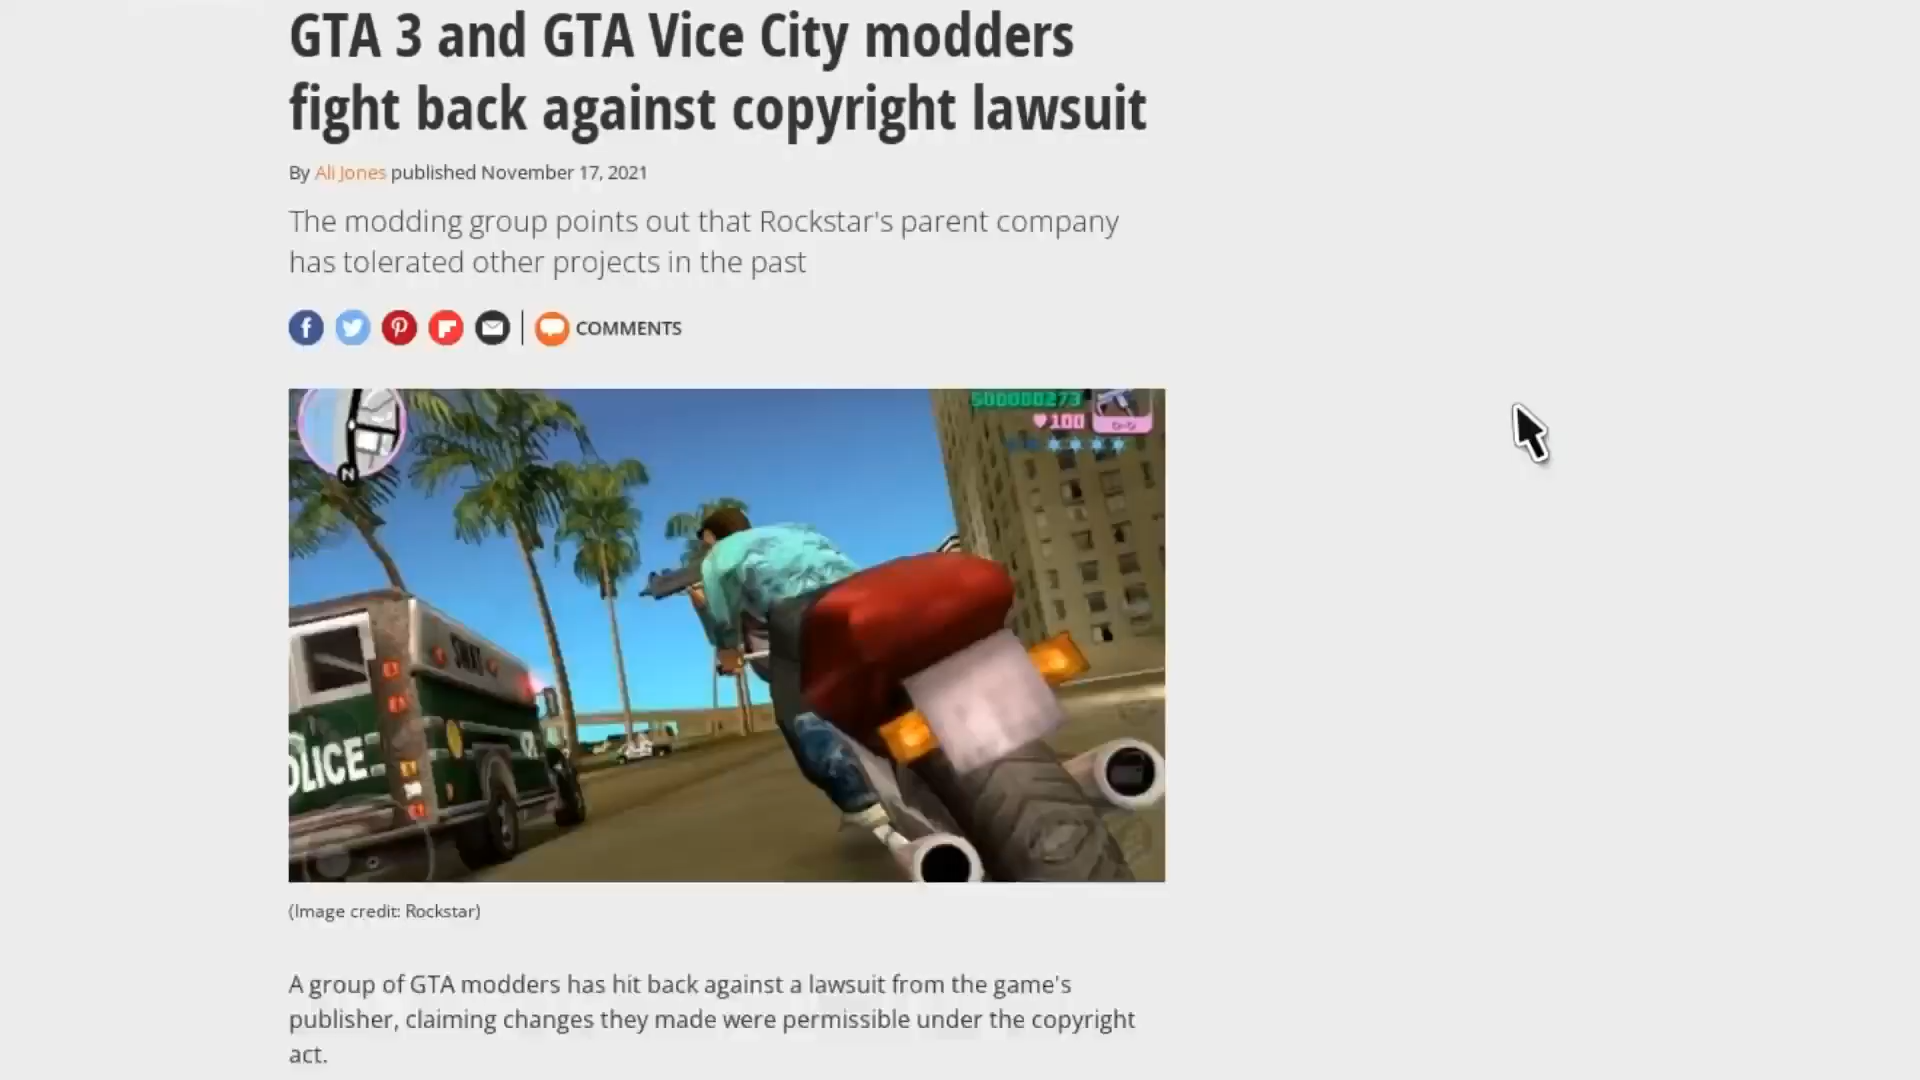 GTA 3 and GTA Vice City modders
fight back against copyright lawsuit
By Ali Jones published November 17, 2021
The modding group points out that Rockstar's parent company
has tolerated other projects in the past
COMMENTS
N
100
SWAT
OLICE
(Image credit: Rockstar)
A group of GTA modders has hit back against a lawsuit from the game's
publisher, claiming changes they made were permissible under the copyright
act.